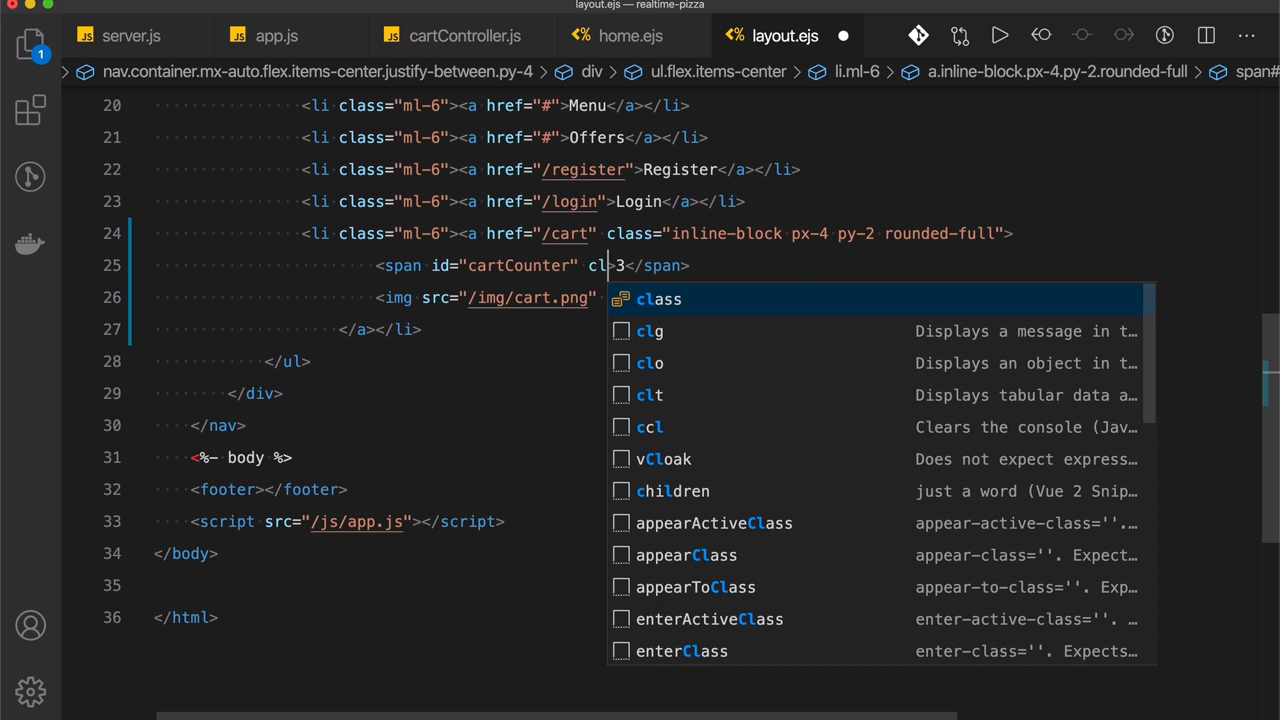 layout.ejs — realtime-pizza
JS server.js JS app.js JS cartController.js <% home.ejs <% layout.ejs
nav.container.mx-auto.flex.items-center.justify-between.py-4 > div > ul.flex.items-center > li.ml-6 > a.inline-block.px-4.py-2.rounded-full > span#
1
20 <li class="ml-6"><a href="#">Menu</a></li>
21 <li class="ml-6"><a href="#">Offers</a></li>
22 <li class="ml-6"><a href="/register">Register</a></li>
23 <li class="ml-6"><a href="/login">Login</a></li>
24 <li class="ml-6"><a href="/cart" class="inline-block px-4 py-2 rounded-full">
25 <span id="cartCounter" cl>3</span>
26 <img src="/img/cart.png"
27 </a></li>
28 </ul>
29 </div>
30 </nav>
31 <%- body %>
32 <footer></footer>
33 <script src="/js/app.js"></script>
34 </body>
35
36 </html>
class
clg Displays a message in t…
clo Displays an object in t…
clt Displays tabular data a…
ccl Clears the console (Jav…
vCloak Does not expect express…
children just a word (Vue 2 Snip…
appearActiveClass appear-active-class=''.…
appearClass appear-class=''. Expect…
appearToClass appear-to-class=''. Exp…
enterActiveClass enter-active-class=''. …
enterClass enter-class=''. Expects…